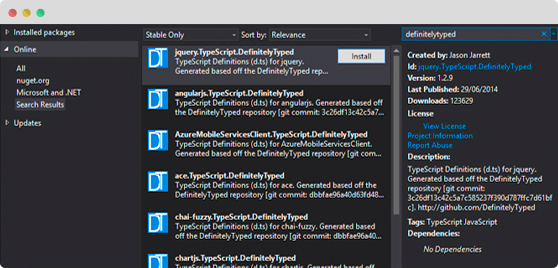 Installed packages
Online
All
nuget.org
Microsoft and .NET
Search Results
Updates
Stable Only
Sort by:
Relevance
jquery.TypeScript.DefinitelyTyped
TypeScript Definitions (d.ts) for jquery.
Generated based off the DefinitelyTyped rep...
Install
angularjs.TypeScript.DefinitelyTyped
TypeScript Definitions (d.ts) for angularjs. Generated based off
the DefinitelyTyped repository [git commit: 3c26df13c42c5a7...
AzureMobileServicesClient.TypeScript.DefinitelyTyped
TypeScript Definitions (d.ts) for AzureMobileServicesClient.
Generated based off the DefinitelyTyped repository [git commit:...
ace.TypeScript.DefinitelyTyped
TypeScript Definitions (d.ts) for ace. Generated based off the
DefinitelyTyped repository [git commit: dbbfae96a40d63fd48...
chai-fuzzy.TypeScript.DefinitelyTyped
TypeScript Definitions (d.ts) for chai-fuzzy. Generated based off
the DefinitelyTyped repository [git commit: dbbfae96a40d6...
chartjs.TypeScript.DefinitelyTyped
TypeScript Definitions (d.ts) for chartjs. Generated based off
definitelytyped
Created by: Jason Jarrett
Id: jquery.TypeScript.DefinitelyTyped
Version: 1.2.9
Last Published: 29/06/2014
Downloads: 123629
License
View License
Project Information
Report Abuse
Description:
TypeScript Definitions (d.ts) for jquery.
Generated based off the DefinitelyTyped
repository [git commit:
3c26df13c42c5a7c585237f390d787ffc7d61bf
c]. http://github.com/DefinitelyTyped
Tags: TypeScript JavaScript
Dependencies:
No Dependencies